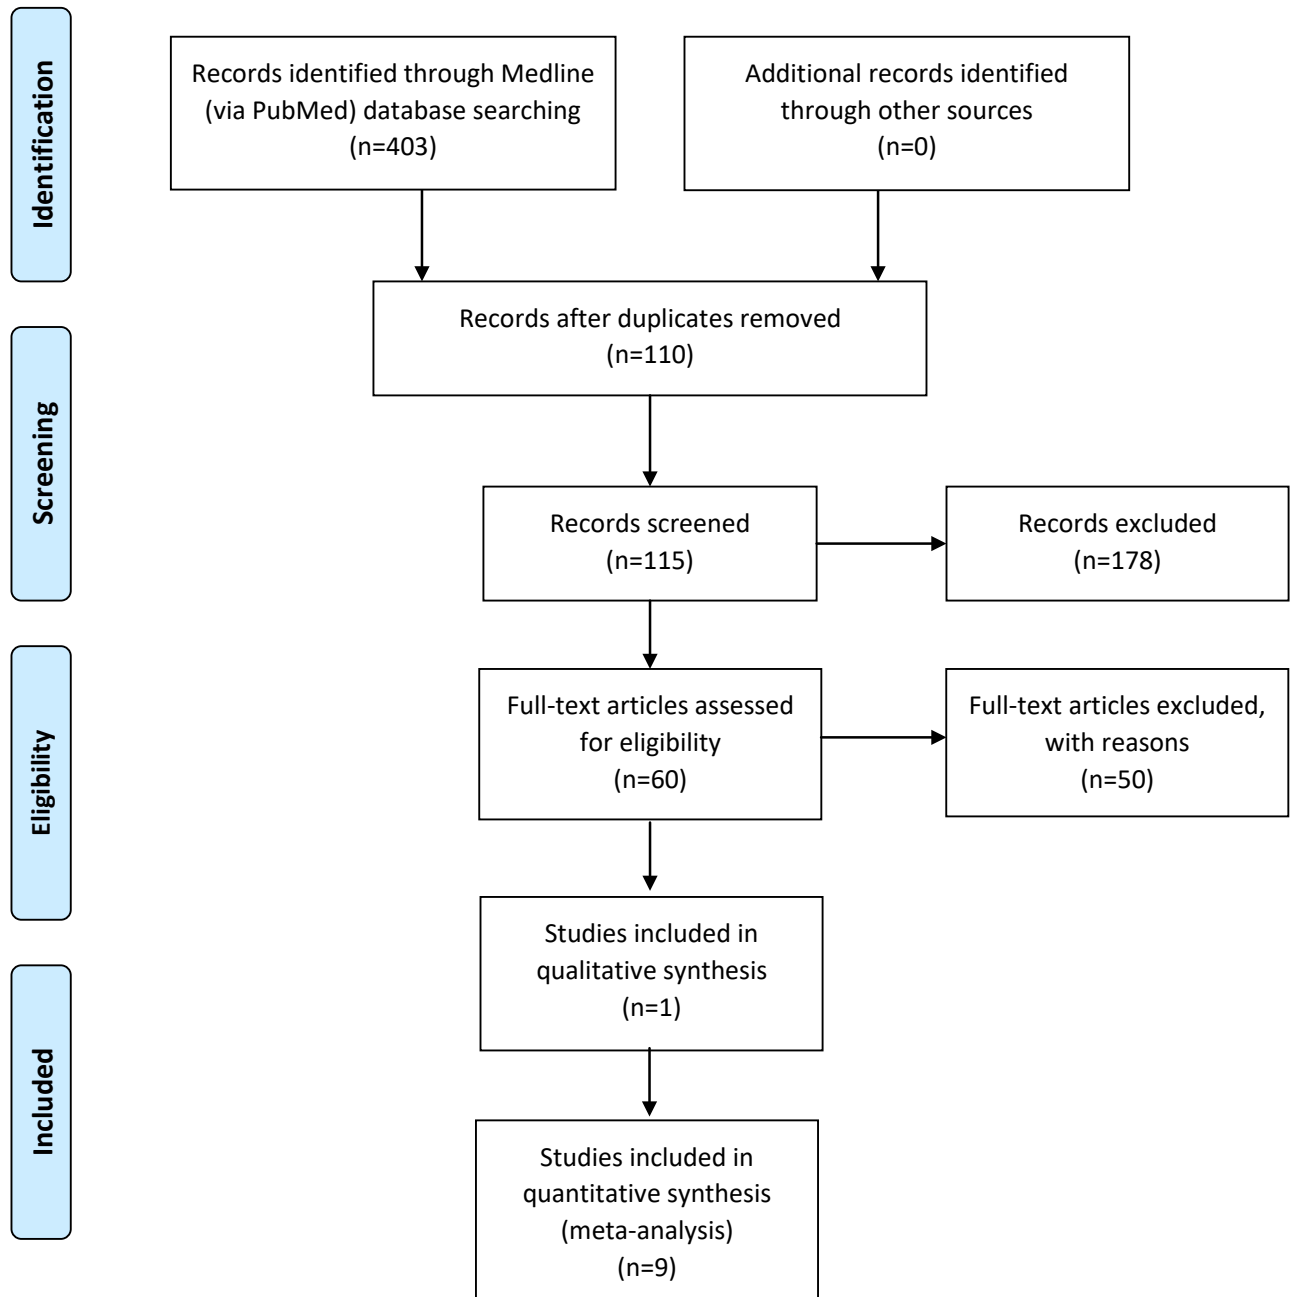 Identification
Records identified through Medline
(via PubMed) database searching
(n=403)
Additional records identified
through other sources
(n=0)
Records after duplicates removed
(n=110)
Screening
Records screened
(n=115)
Records excluded
(n=178)
Eligibility
Full-text articles assessed
for eligibility
(n=60)
Full-text articles excluded,
with reasons
(n=50)
Studies included in
qualitative synthesis
(n=1)
Included
Studies included in
quantitative synthesis
(meta-analysis)
(n=9)